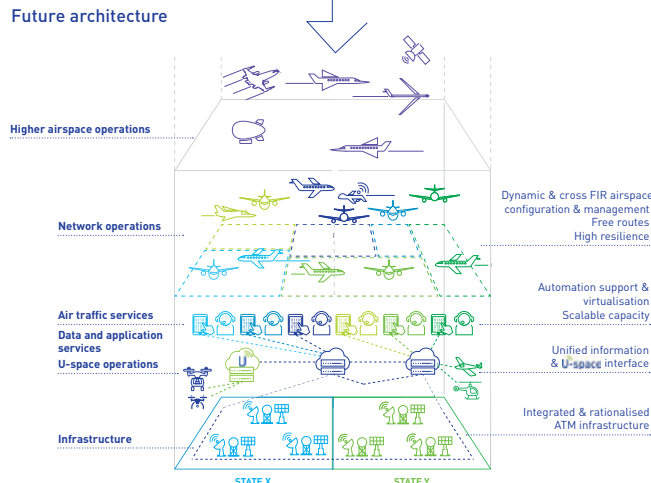 Future architecture
Higher airspace operations
Network operations
Dynamic & cross FIR airspace
configuration & management
Free routes
High resilience
Air traffic services
Automation support &
virtualisation
Scalable capacity
Data and application
services
U-space operations
U
Unified information
& U-space interface
Infrastructure
Integrated & rationalised
ATM infrastructure
STATE X
STATE Y